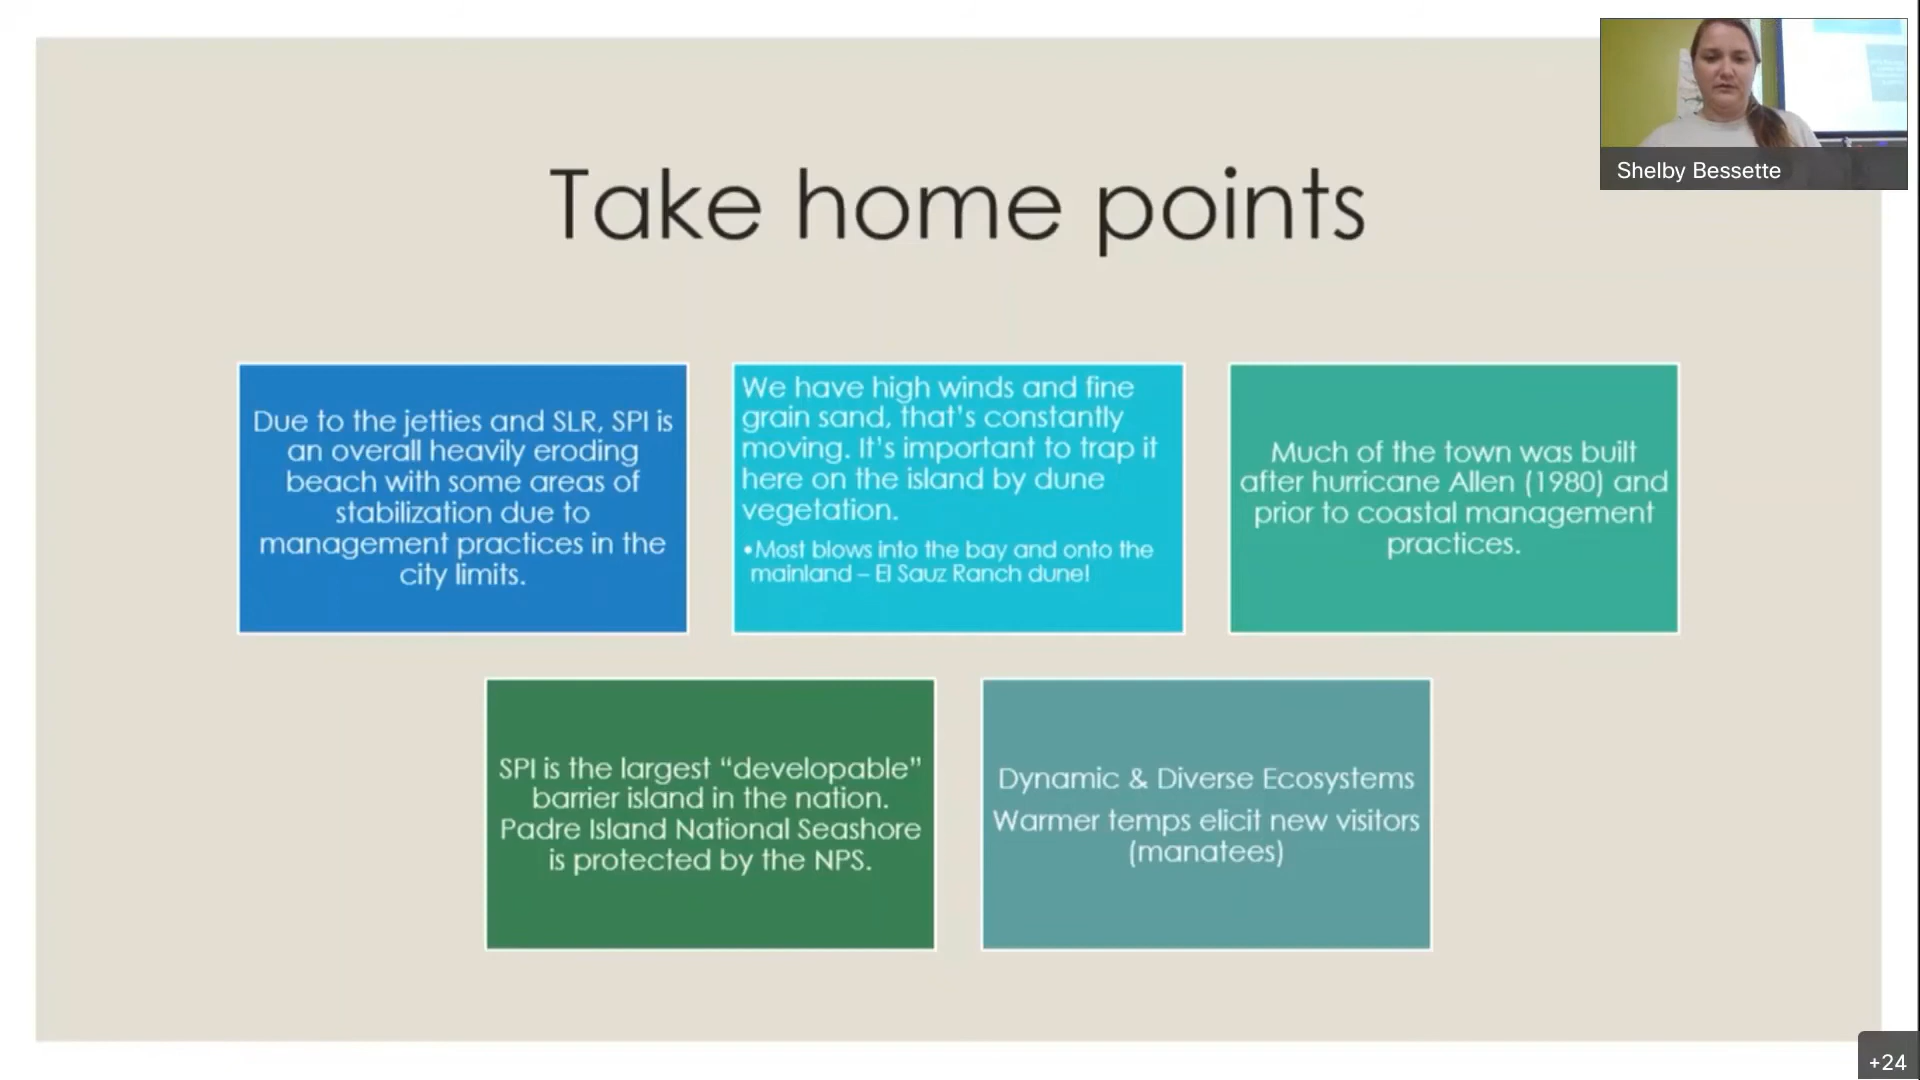 Shelby Bessette
Take home points
Due to the jetties and SLR, SPI is
an overall heavily eroding
beach with some areas of
stabilization due to
management practices in the
city limits.
We have high winds and fine
grain sand, that's constantly
moving. It's important to trap it
here on the island by dune
vegetation.
•Most blows into the bay and onto the
mainland – El Sauz Ranch dune!
Much of the town was built
after hurricane Allen (1980) and
prior to coastal management
practices.
SPI is the largest “developable”
barrier island in the nation.
Padre Island National Seashore
is protected by the NPS.
Dynamic & Diverse Ecosystems
Warmer temps elicit new visitors
(manatees)
+24